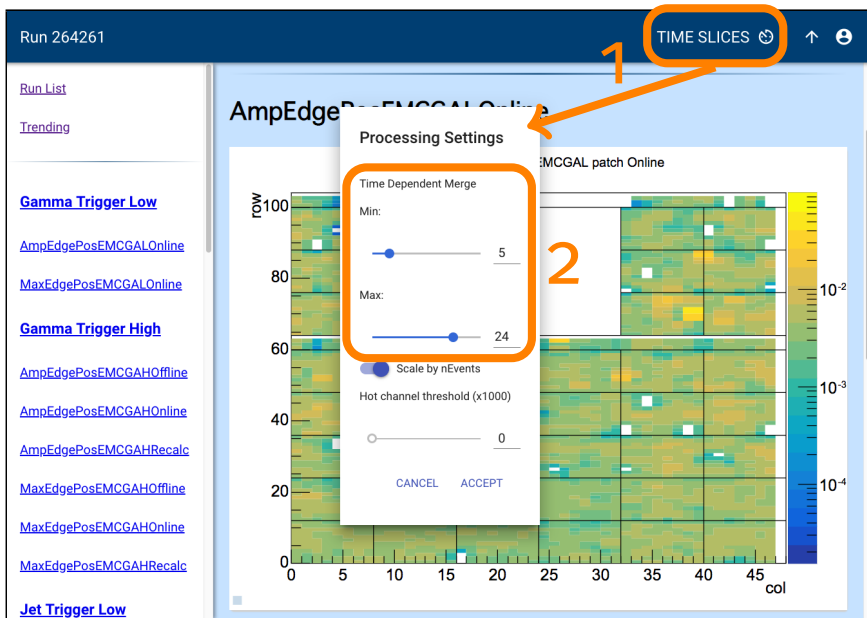 Run 264261
TIME SLICES
1
Run List
Trending
Gamma Trigger Low
AmpEdgePosEMCGALOnline
MaxEdgePosEMCGALOnline
Gamma Trigger High
AmpEdgePosEMCGAHOffline
AmpEdgePosEMCGAHOnline
AmpEdgePosEMCGAHRecalc
MaxEdgePosEMCGAHOffline
MaxEdgePosEMCGAHOnline
MaxEdgePosEMCGAHRecalc
Jet Trigger Low
AmpEdgePosEMCGALOnline
EMCGAL patch Online
Processing Settings
Time Dependent Merge
Min:
5
Max:
24
2
Scale by nEvents
Hot channel threshold (x1000)
0
CANCEL ACCEPT
row
100
80
60
40
20
0
0 5 10 15 20 25 30 35 40 45
col
10-2
10-3
10-4